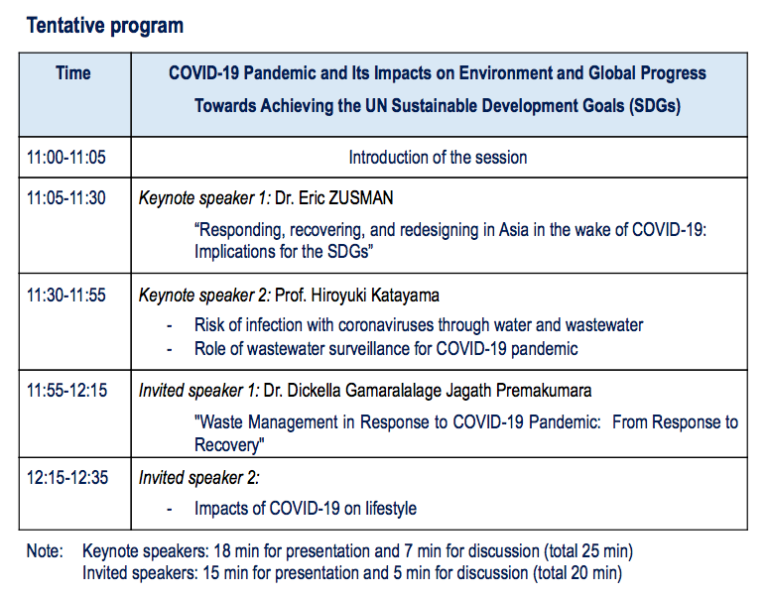 Tentative program
Time
COVID-19 Pandemic and Its Impacts on Environment and Global Progress
Towards Achieving the UN Sustainable Development Goals (SDGs)
11:00-11:05
Introduction of the session
11:05-11:30
Keynote speaker 1: Dr. Eric ZUSMAN
“Responding, recovering, and redesigning in Asia in the wake of COVID-19:
Implications for the SDGs”
11:30-11:55
Keynote speaker 2: Prof. Hiroyuki Katayama
- Risk of infection with coronaviruses through water and wastewater
- Role of wastewater surveillance for COVID-19 pandemic
11:55-12:15
Invited speaker 1: Dr. Dickella Gamaralalage Jagath Premakumara
"Waste Management in Response to COVID-19 Pandemic: From Response to
Recovery"
12:15-12:35
Invited speaker 2:
- Impacts of COVID-19 on lifestyle
Note: Keynote speakers: 18 min for presentation and 7 min for discussion (total 25 min)
Invited speakers: 15 min for presentation and 5 min for discussion (total 20 min)